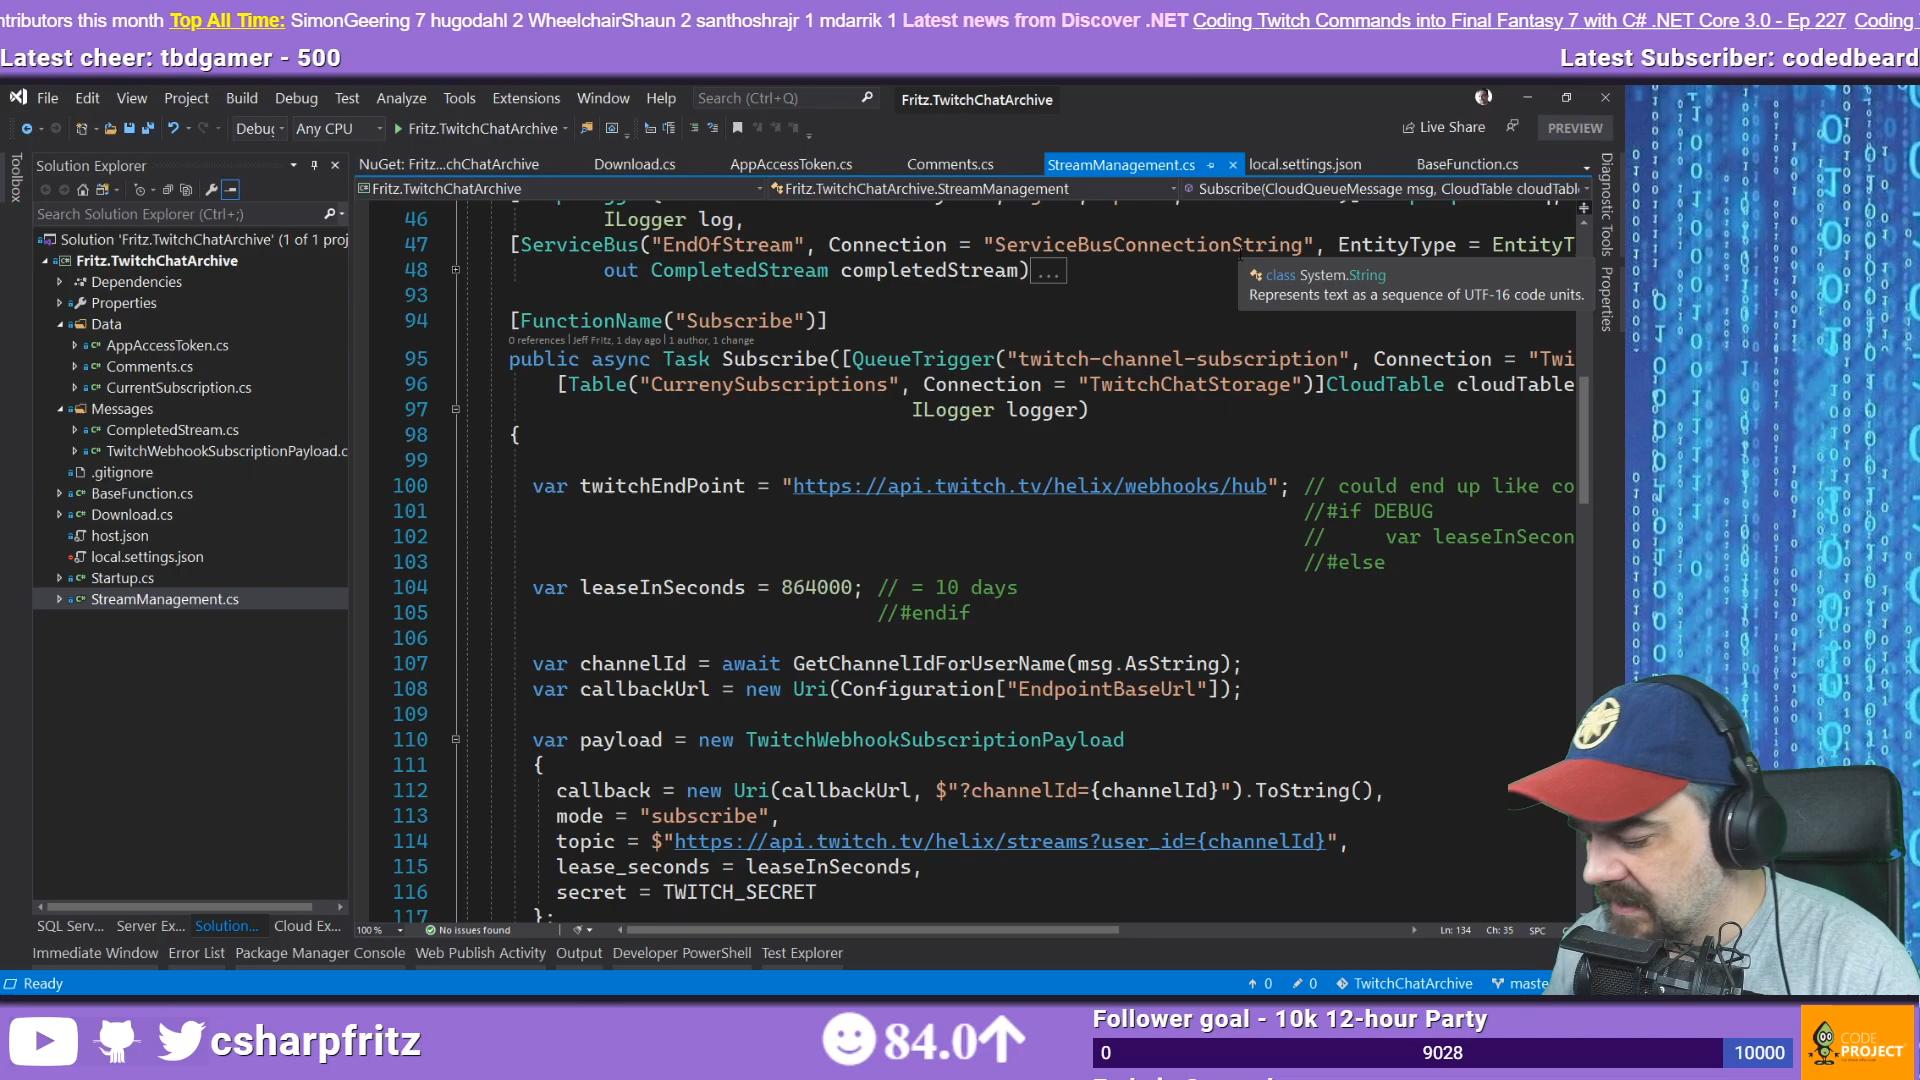 ntributors this month Top All Time: SimonGeering 7 hugodahl 2 WheelchairShaun 2 santhoshrajr 1 mdarrik 1 Latest news from Discover .NET Coding Twitch Commands into Final Fantasy 7 with C# .NET Core 3.0 - Ep 227 Coding
Latest cheer: tbdgamer - 500
Latest Subscriber: codedbeard
File Edit View Project Build Debug Test Analyze Tools Extensions Window Help Search (Ctrl+Q) Fritz.TwitchChatArchive
Debug Any CPU Fritz.TwitchChatArchive Live Share PREVIEW
Toolbox
Solution Explorer
Search Solution Explorer (Ctrl+;)
Solution 'Fritz.TwitchChatArchive' (1 of 1 proj
Fritz.TwitchChatArchive
Dependencies
Properties
Data
AppAccessToken.cs
Comments.cs
CurrentSubscription.cs
Messages
CompletedStream.cs
TwitchWebhookSubscriptionPayload.c
.gitignore
BaseFunction.cs
Download.cs
host.json
local.settings.json
Startup.cs
StreamManagement.cs
SQL Serv... Server Ex... Solution... Cloud Ex...
NuGet: Fritz...chChatArchive Download.cs AppAccessToken.cs Comments.cs StreamManagement.cs local.settings.json BaseFunction.cs
Fritz.TwitchChatArchive Fritz.TwitchChatArchive.StreamManagement Subscribe(CloudQueueMessage msg, CloudTable cloudTabl
46 ILogger log,
47 [ServiceBus("EndOfStream", Connection = "ServiceBusConnectionString", EntityType = EntityT
48 out CompletedStream completedStream)...
class System.String
Represents text as a sequence of UTF-16 code units.
93
94 [FunctionName("Subscribe")]
0 references | Jeff Fritz, 1 day ago | 1 author, 1 change
95 public async Task Subscribe([QueueTrigger("twitch-channel-subscription", Connection = "Twi
96 [Table("CurrenySubscriptions", Connection = "TwitchChatStorage")]CloudTable cloudTable
97 ILogger logger)
98 {
99
100 var twitchEndPoint = "https://api.twitch.tv/helix/webhooks/hub"; // could end up like co
101 //#if DEBUG
102 // var leaseInSecon
103 //#else
104 var leaseInSeconds = 864000; // = 10 days
105 //#endif
106
107 var channelId = await GetChannelIdForUserName(msg.AsString);
108 var callbackUrl = new Uri(Configuration["EndpointBaseUrl"]);
109
110 var payload = new TwitchWebhookSubscriptionPayload
111 {
112 callback = new Uri(callbackUrl, $"?channelId={channelId}").ToString(),
113 mode = "subscribe",
114 topic = $"https://api.twitch.tv/helix/streams?user_id={channelId}",
115 lease_seconds = leaseInSeconds,
116 secret = TWITCH_SECRET
117 };
100 % No issues found Ln: 134 Ch: 35 SPC
Diagnostic Tools
Properties
Immediate Window Error List Package Manager Console Web Publish Activity Output Developer PowerShell Test Explorer
Ready 0 0 TwitchChatArchive maste
csharpfritz
84.0
Follower goal - 10k 12-hour Party
0 9028 10000
CODE PROJECT